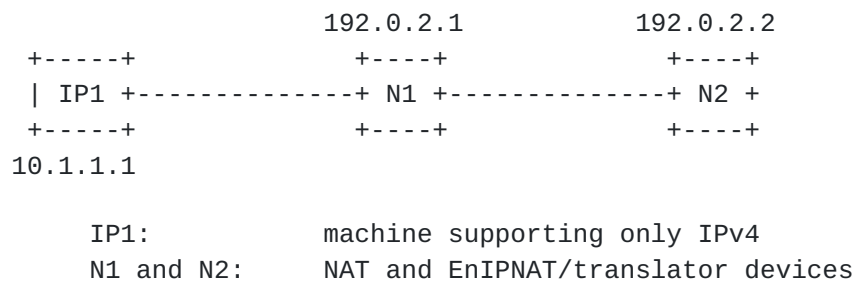 192.0.2.1           192.0.2.2
 +-----+              +----+              +----+
 | IP1 +--------------+ N1 +--------------+ N2 +
 +-----+              +----+              +----+
10.1.1.1

     IP1:           machine supporting only IPv4
     N1 and N2:     NAT and EnIPNAT/translator devices